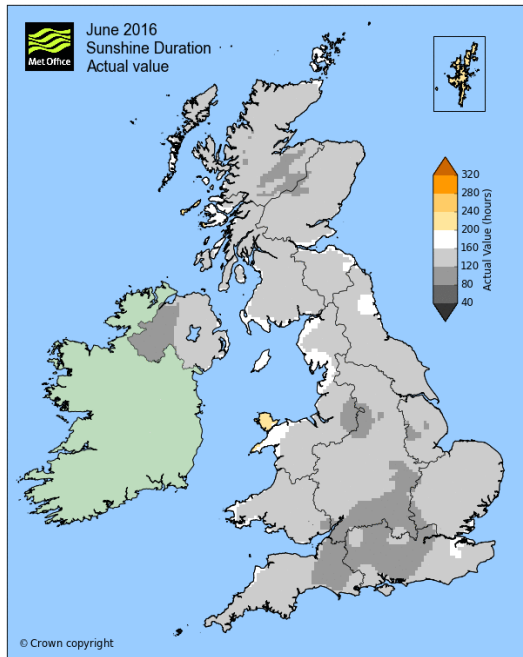 June 2016
Sunshine Duration
Actual value
Met Office
320
280
240
200
160
120
80
40
Actual Value (hours)
© Crown copyright